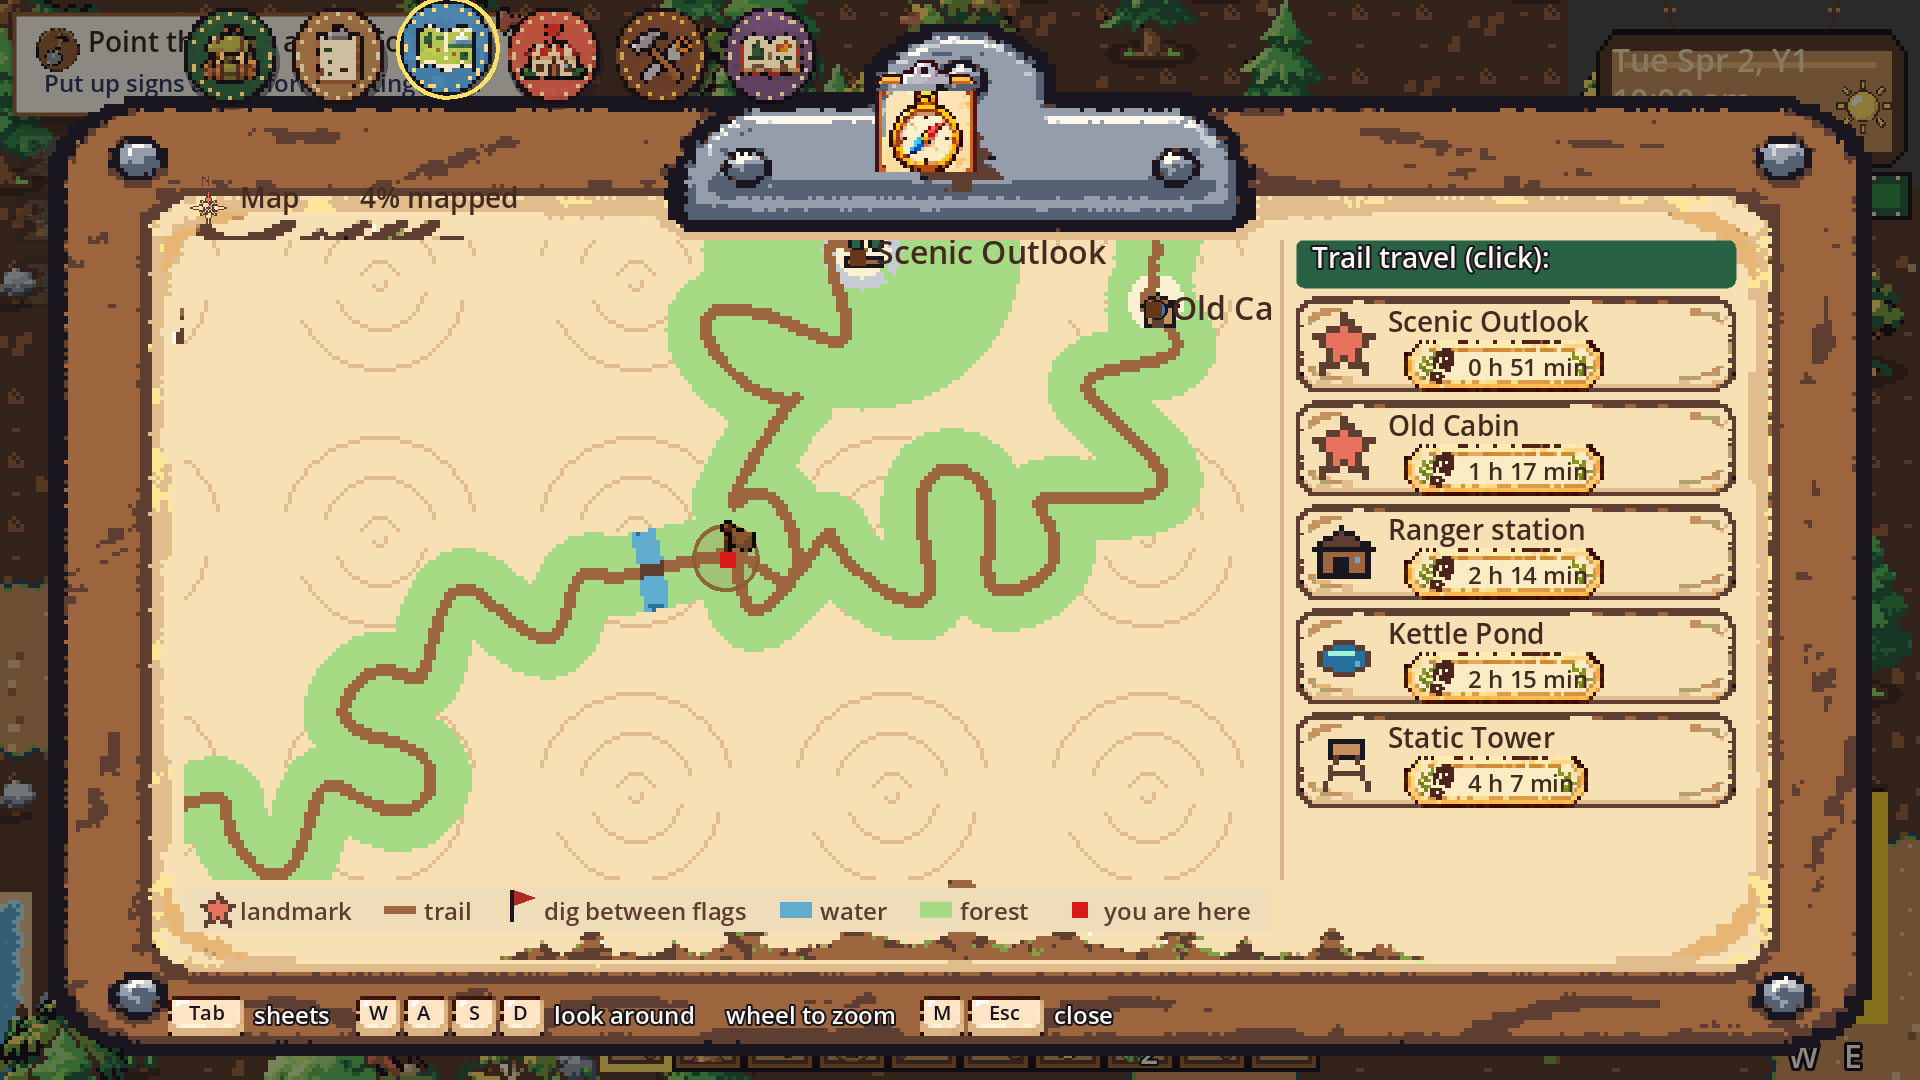 Point th
Put up signs
Tue Spr 2, Y1
Map 4% mapped
N
Scenic Outlook
Old Ca
Trail travel (click):
Scenic Outlook
0 h 51 min
Old Cabin
1 h 17 min
Ranger station
2 h 14 min
Kettle Pond
2 h 15 min
Static Tower
4 h 7 min
landmark trail dig between flags water forest you are here
Tab sheets W A S D look around wheel to zoom M Esc close
2
W E